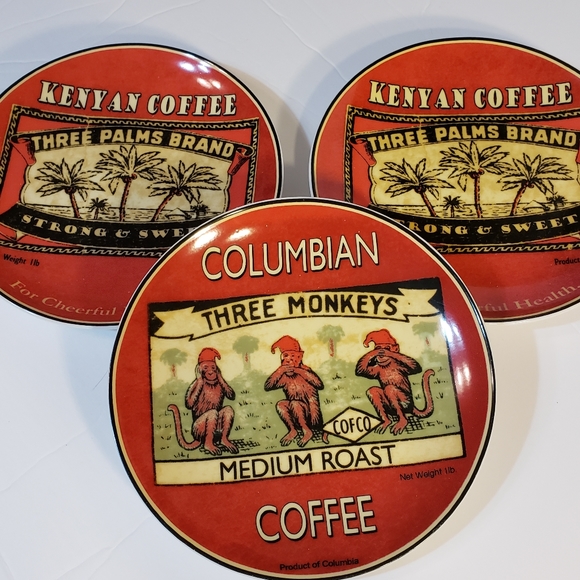 KENYAN COFFEE
THREE PALMS BRAND
STRONG & SWEET
Weight 1lb
For Cheerful
KENYAN COFFEE
THREE PALMS BRAND
STRONG & SWEET
Product
Health
COLUMBIAN
THREE MONKEYS
COFCO
MEDIUM ROAST
Net Weight 1lb.
COFFEE
Product of Columbia